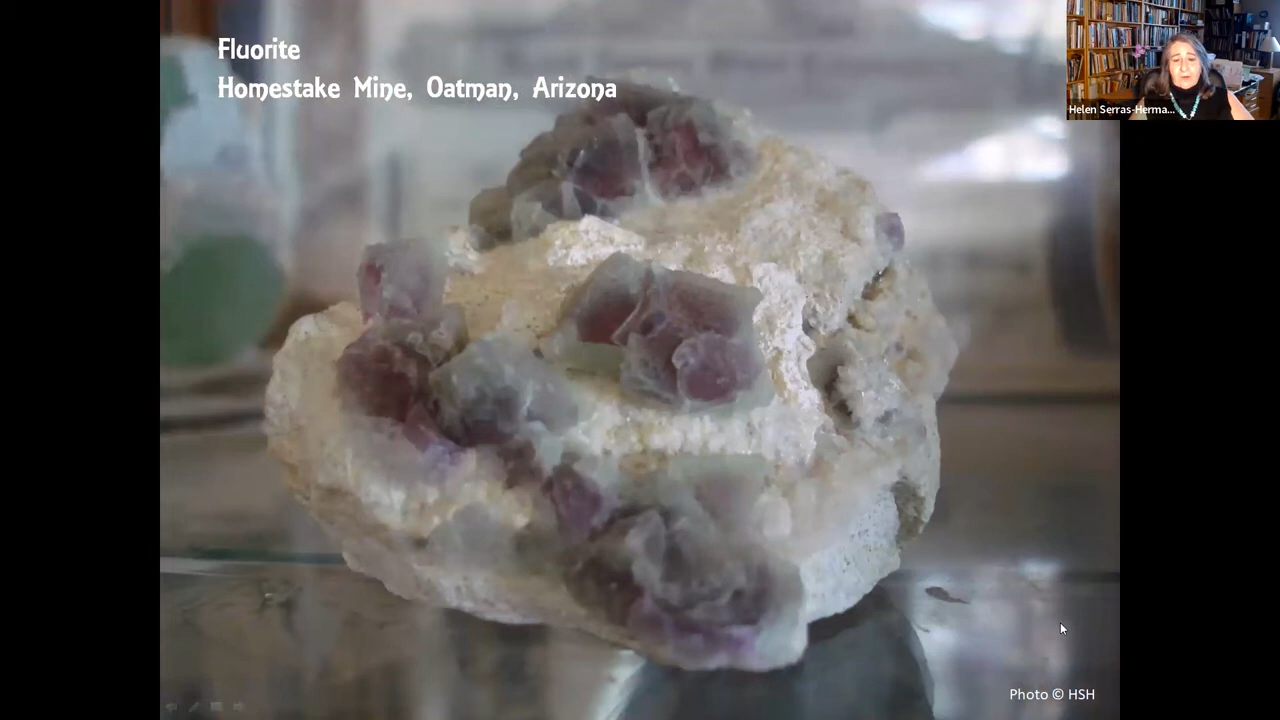 Fluorite
Homestake Mine, Oatman, Arizona
Helen Serras-Herma...
Photo © HSH